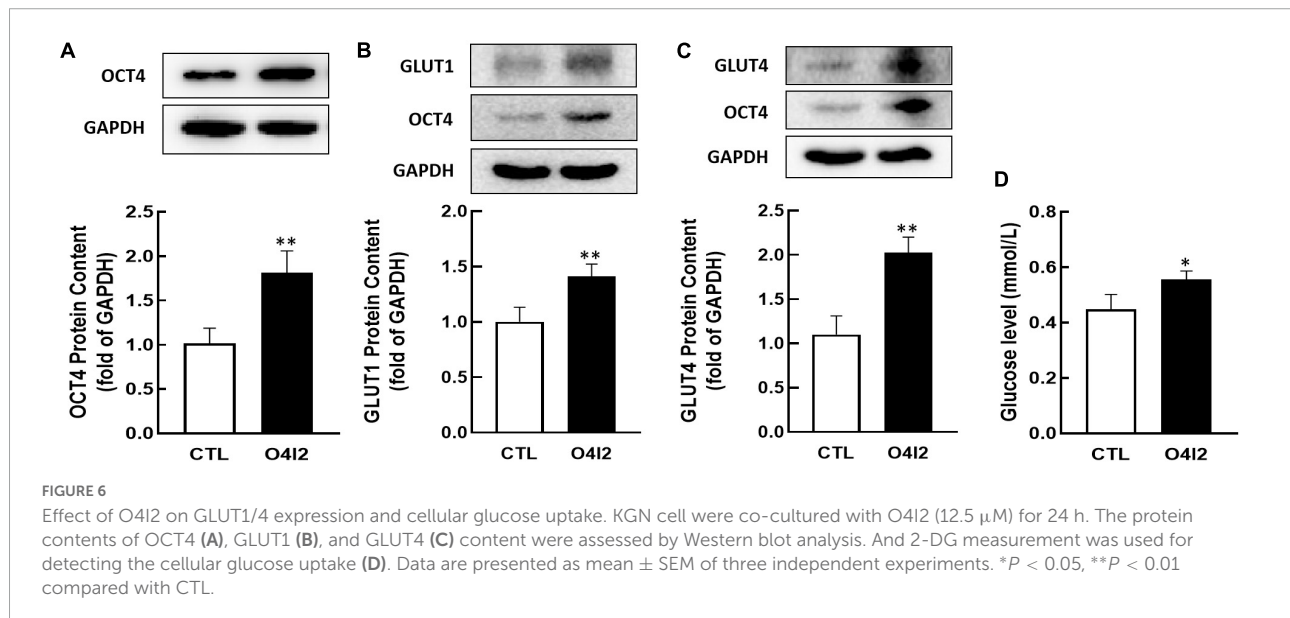 A
OCT4
GAPDH
OCT4 Protein Content
(fold of GAPDH)
2.5
2.0
1.5
1.0
0.5
0.0
**
CTL
O4I2
B
GLUT1
OCT4
GAPDH
GLUT1 Protein Content
(fold of GAPDH)
2.0
1.5
1.0
0.5
0.0
**
CTL
O4I2
C
GLUT4
OCT4
GAPDH
GLUT4 Protein Content
(fold of GAPDH)
2.5
2.0
1.5
1.0
0.5
0.0
**
CTL
O4I2
D
Glucose level (mmol/L)
0.8
0.6
0.4
0.2
0.0
*
CTL
O4I2
FIGURE 6
Effect of O4I2 on GLUT1/4 expression and cellular glucose uptake. KGN cell were co-cultured with O4I2 (12.5 μM) for 24 h. The protein
contents of OCT4 (A), GLUT1 (B), and GLUT4 (C) content were assessed by Western blot analysis. And 2-DG measurement was used for
detecting the cellular glucose uptake (D). Data are presented as mean ± SEM of three independent experiments. *P < 0.05, **P < 0.01
compared with CTL.